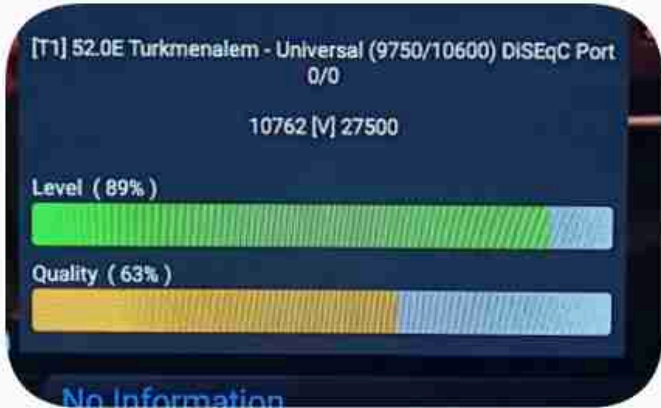 [T1] 52.0E Turkmenalem - Universal (9750/10600) DiSEqC Port
0/0
10762 [V] 27500
Level ( 89% )
Quality ( 63% )
No Information